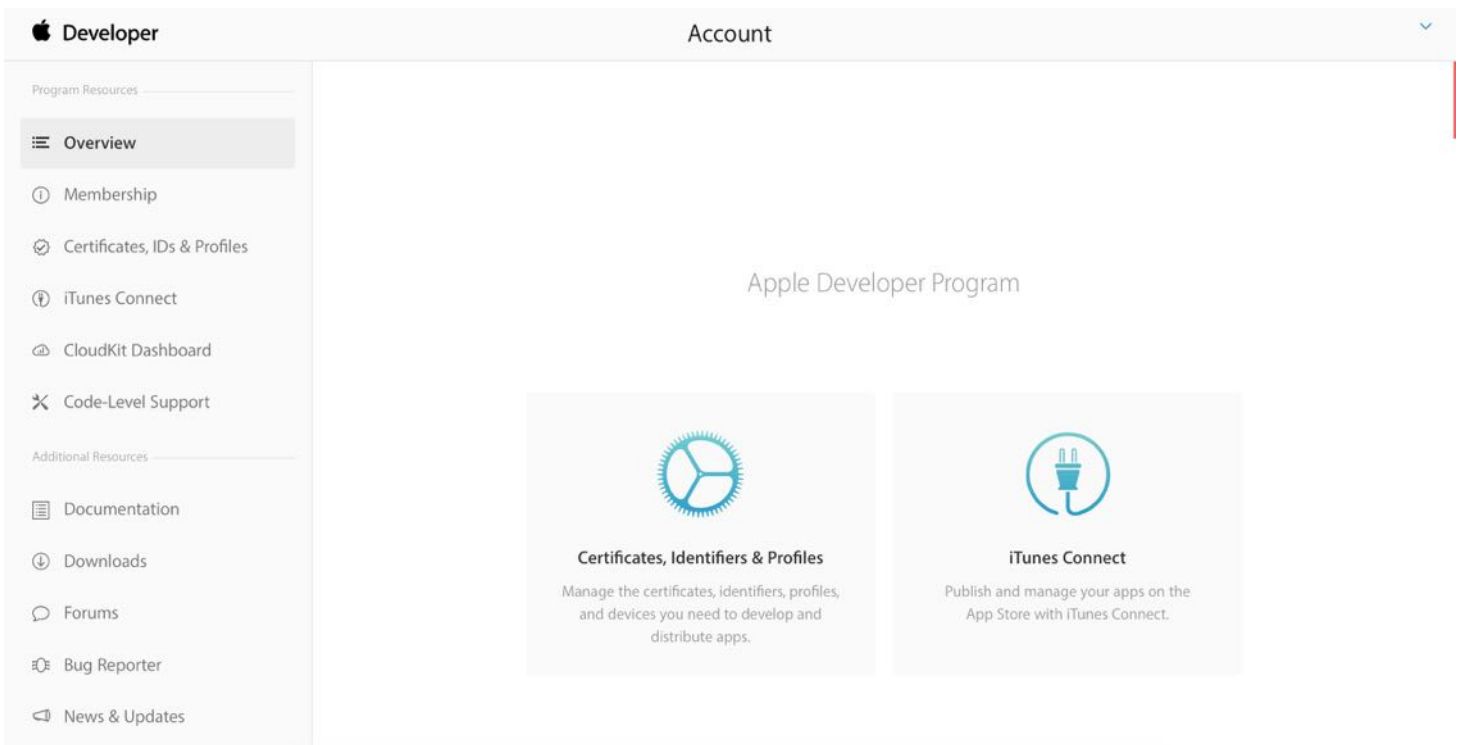 Developer
Account
Program Resources
Overview
Membership
Certificates, IDs & Profiles
iTunes Connect
CloudKit Dashboard
Code-Level Support
Additional Resources
Documentation
Downloads
Forums
Bug Reporter
News & Updates
Apple Developer Program
Certificates, Identifiers & Profiles
Manage the certificates, identifiers, profiles,
and devices you need to develop and
distribute apps.
iTunes Connect
Publish and manage your apps on the
App Store with iTunes Connect.